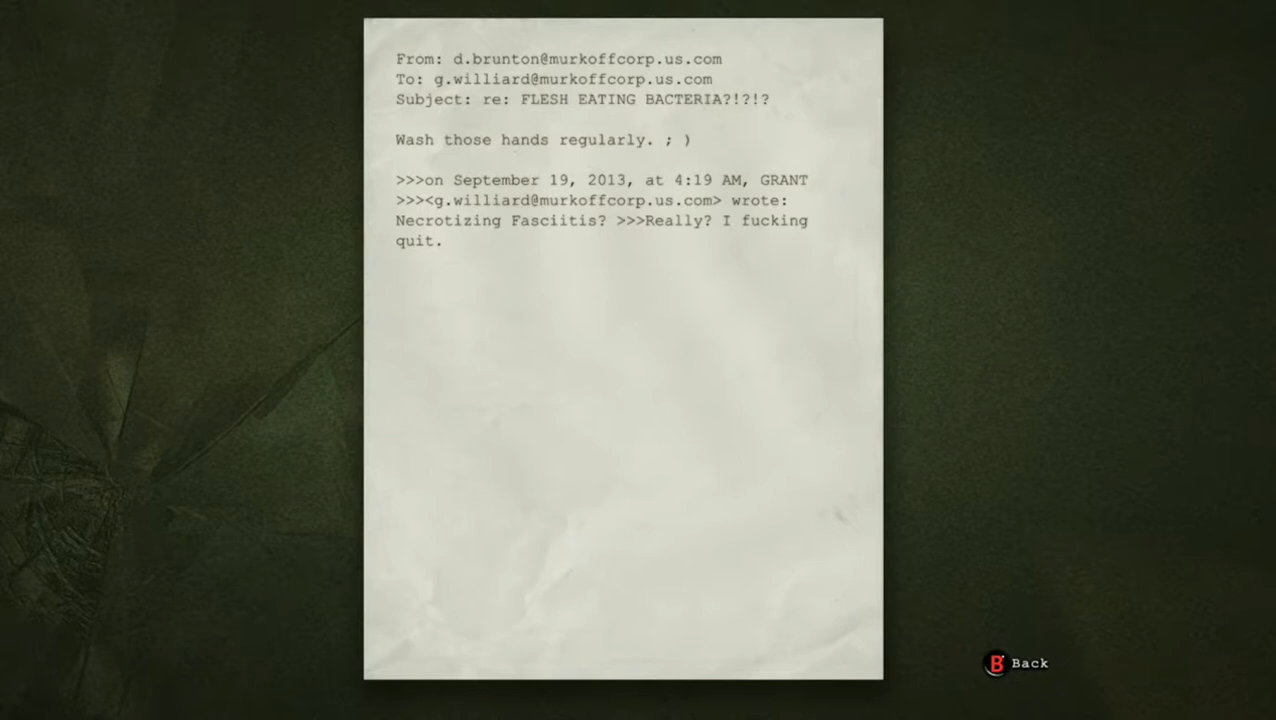 From: d.brunton@murkoffcorp.us.com
To: g.williard@murkoffcorp.us.com
Subject: re: FLESH EATING BACTERIA?!?!?
Wash those hands regularly. ; )
>>>on September 19, 2013, at 4:19 AM, GRANT
>>><g.williard@murkoffcorp.us.com> wrote:
Necrotizing Fasciitis? >>>Really? I fucking
quit.
B Back